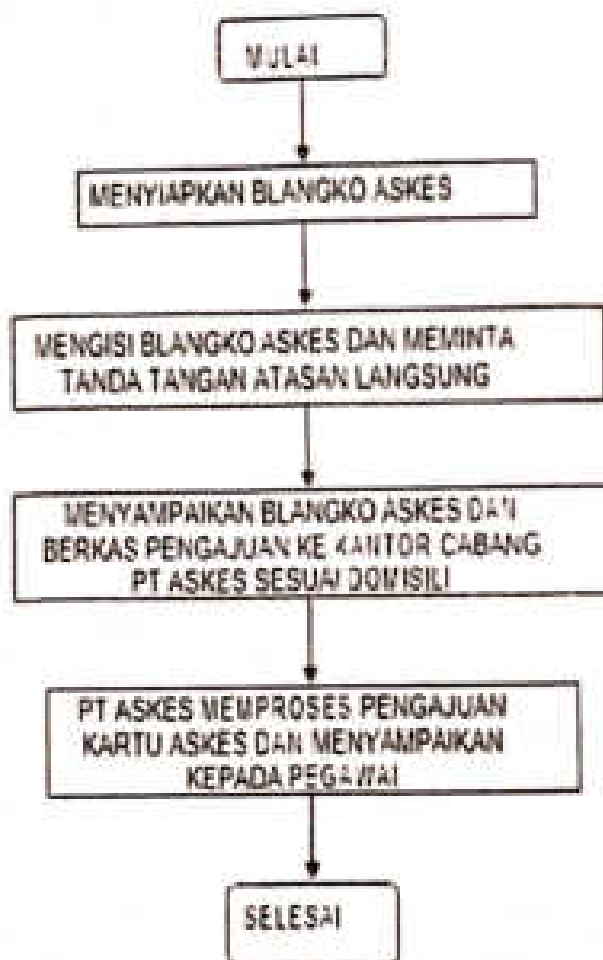 MULAI
MENYIAPKAN BLANGKO ASKES
MENGISI BLANGKO ASKES DAN MEMINTA
TANDA TANGAN ATASAN LANGSUNG
MENYAMPAIKAN BLANGKO ASKES DAN
BERKAS PENGAJUAN KE KANTOR CABANG
PT ASKES SESUAI DOMISILI
PT ASKES MEMPROSES PENGAJUAN
KARTU ASKES DAN MENYAMPAIKAN
KEPADA PEGAWAI
SELESAI